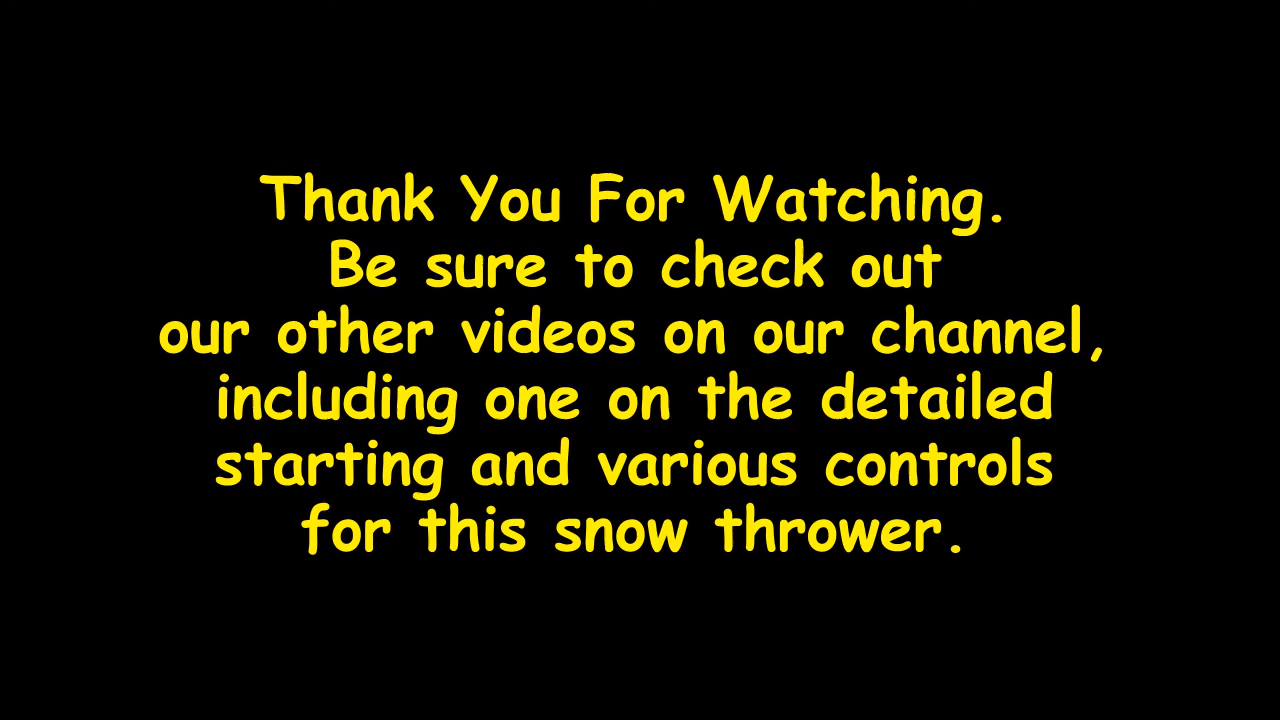 Thank You For Watching.
Be sure to check out
our other videos on our channel,
including one on the detailed
starting and various controls
for this snow thrower.